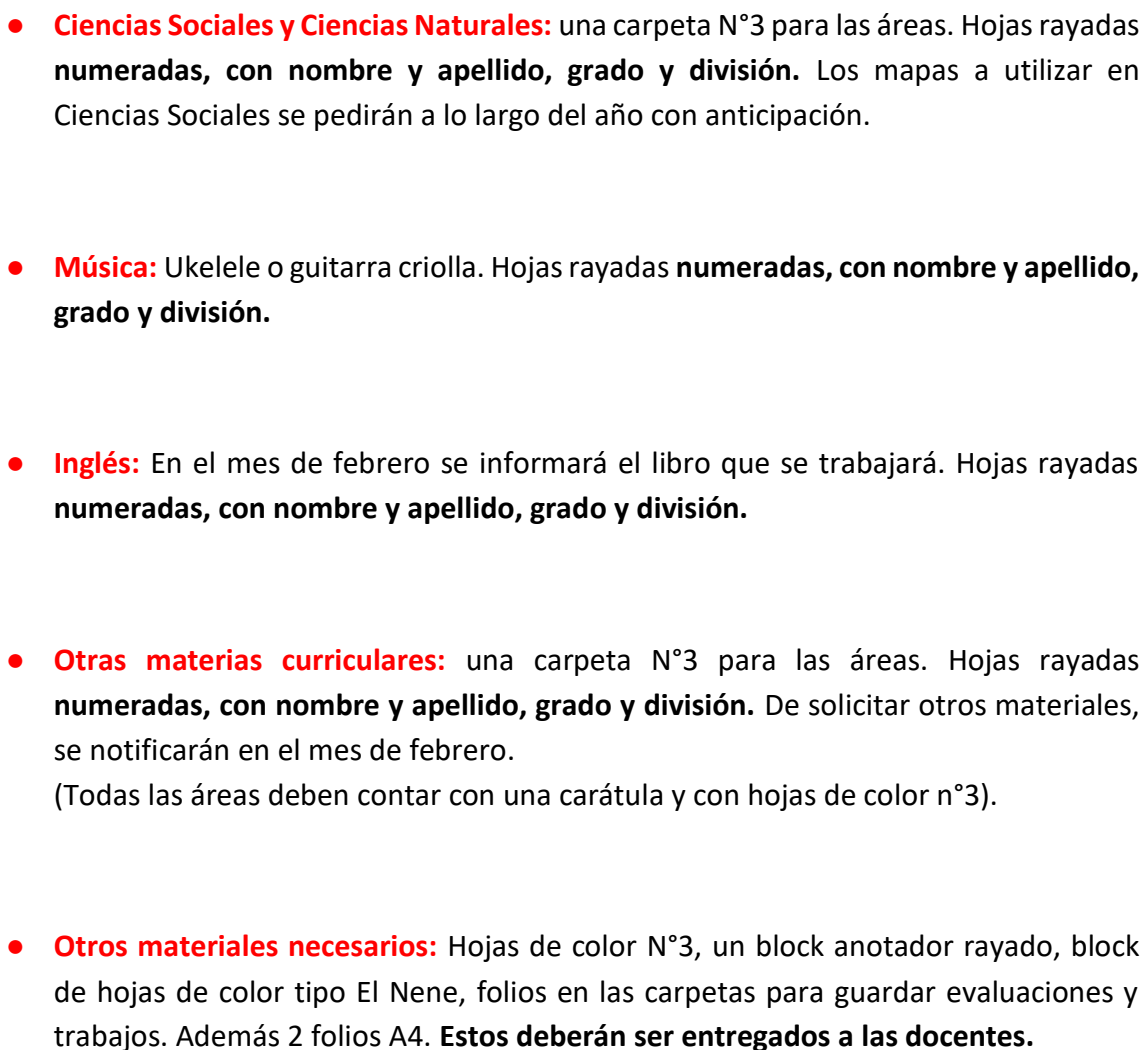 ● Ciencias Sociales y Ciencias Naturales: una carpeta N°3 para las áreas. Hojas rayadas
numeradas, con nombre y apellido, grado y división. Los mapas a utilizar en
Ciencias Sociales se pedirán a lo largo del año con anticipación.
● Música: Ukelele o guitarra criolla. Hojas rayadas numeradas, con nombre y apellido,
grado y división.
● Inglés: En el mes de febrero se informará el libro que se trabajará. Hojas rayadas
numeradas, con nombre y apellido, grado y división.
● Otras materias curriculares: una carpeta N°3 para las áreas. Hojas rayadas
numeradas, con nombre y apellido, grado y división. De solicitar otros materiales,
se notificarán en el mes de febrero.
(Todas las áreas deben contar con una carátula y con hojas de color n°3).
● Otros materiales necesarios: Hojas de color N°3, un block anotador rayado, block
de hojas de color tipo El Nene, folios en las carpetas para guardar evaluaciones y
trabajos. Además 2 folios A4. Estos deberán ser entregados a las docentes.